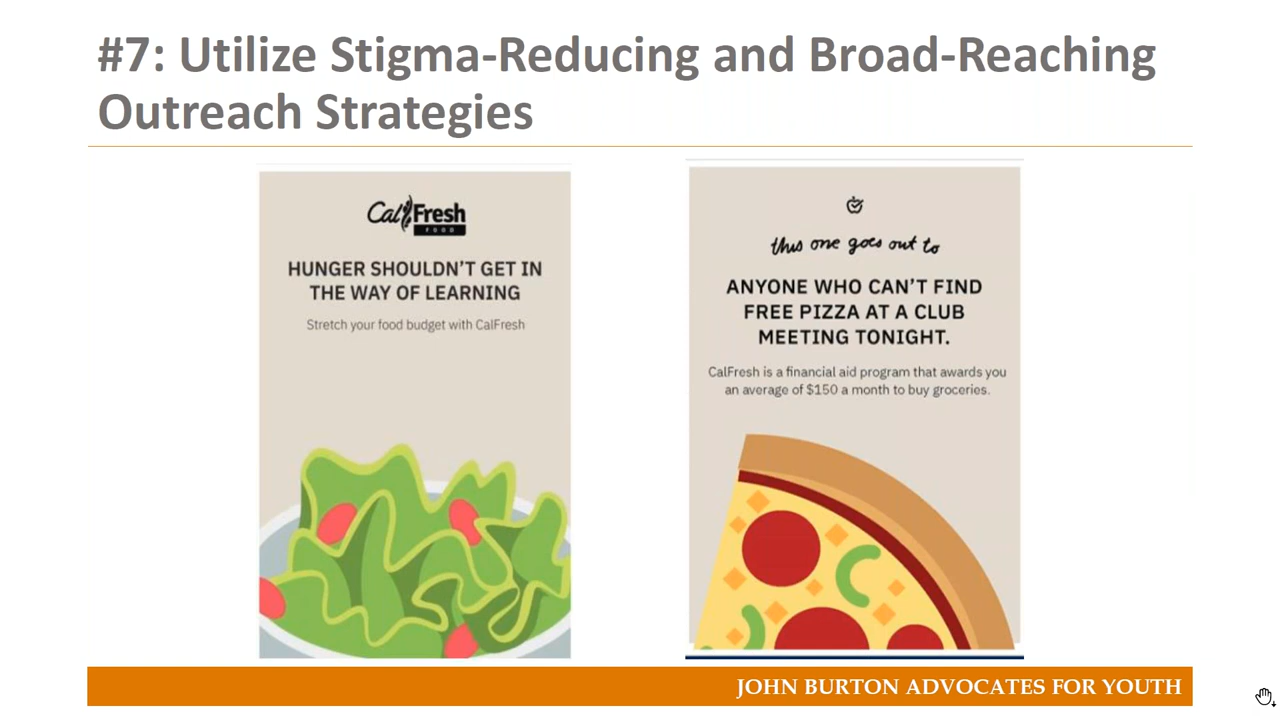 #7: Utilize Stigma-Reducing and Broad-Reaching
Outreach Strategies
CalFresh
FOOD
HUNGER SHOULDN'T GET IN
THE WAY OF LEARNING
Stretch your food budget with CalFresh
this one goes out to
ANYONE WHO CAN'T FIND
FREE PIZZA AT A CLUB
MEETING TONIGHT.
CalFresh is a financial aid program that awards you
an average of $150 a month to buy groceries.
JOHN BURTON ADVOCATES FOR YOUTH